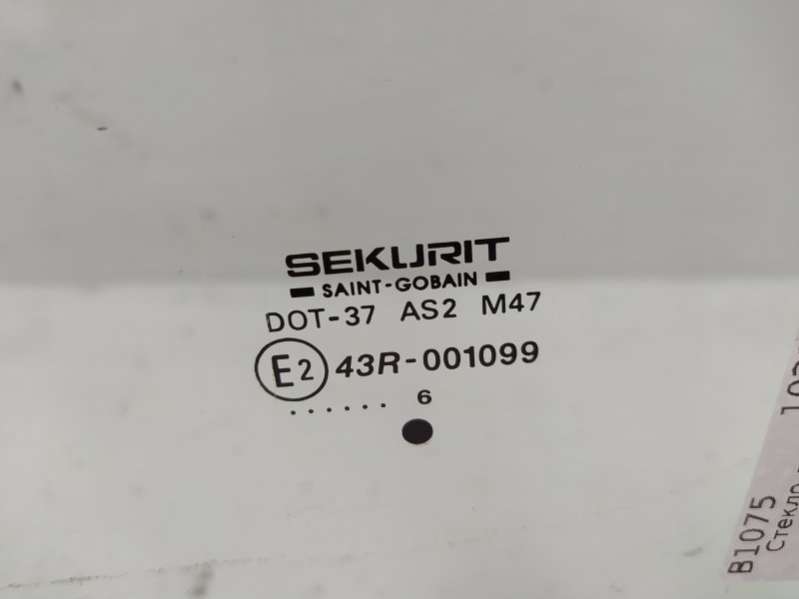 SEKURIT
SAINT-GOBAIN
DOT-37 AS2 M47
E2 43R-001099
...... 6
B1075
Стекло